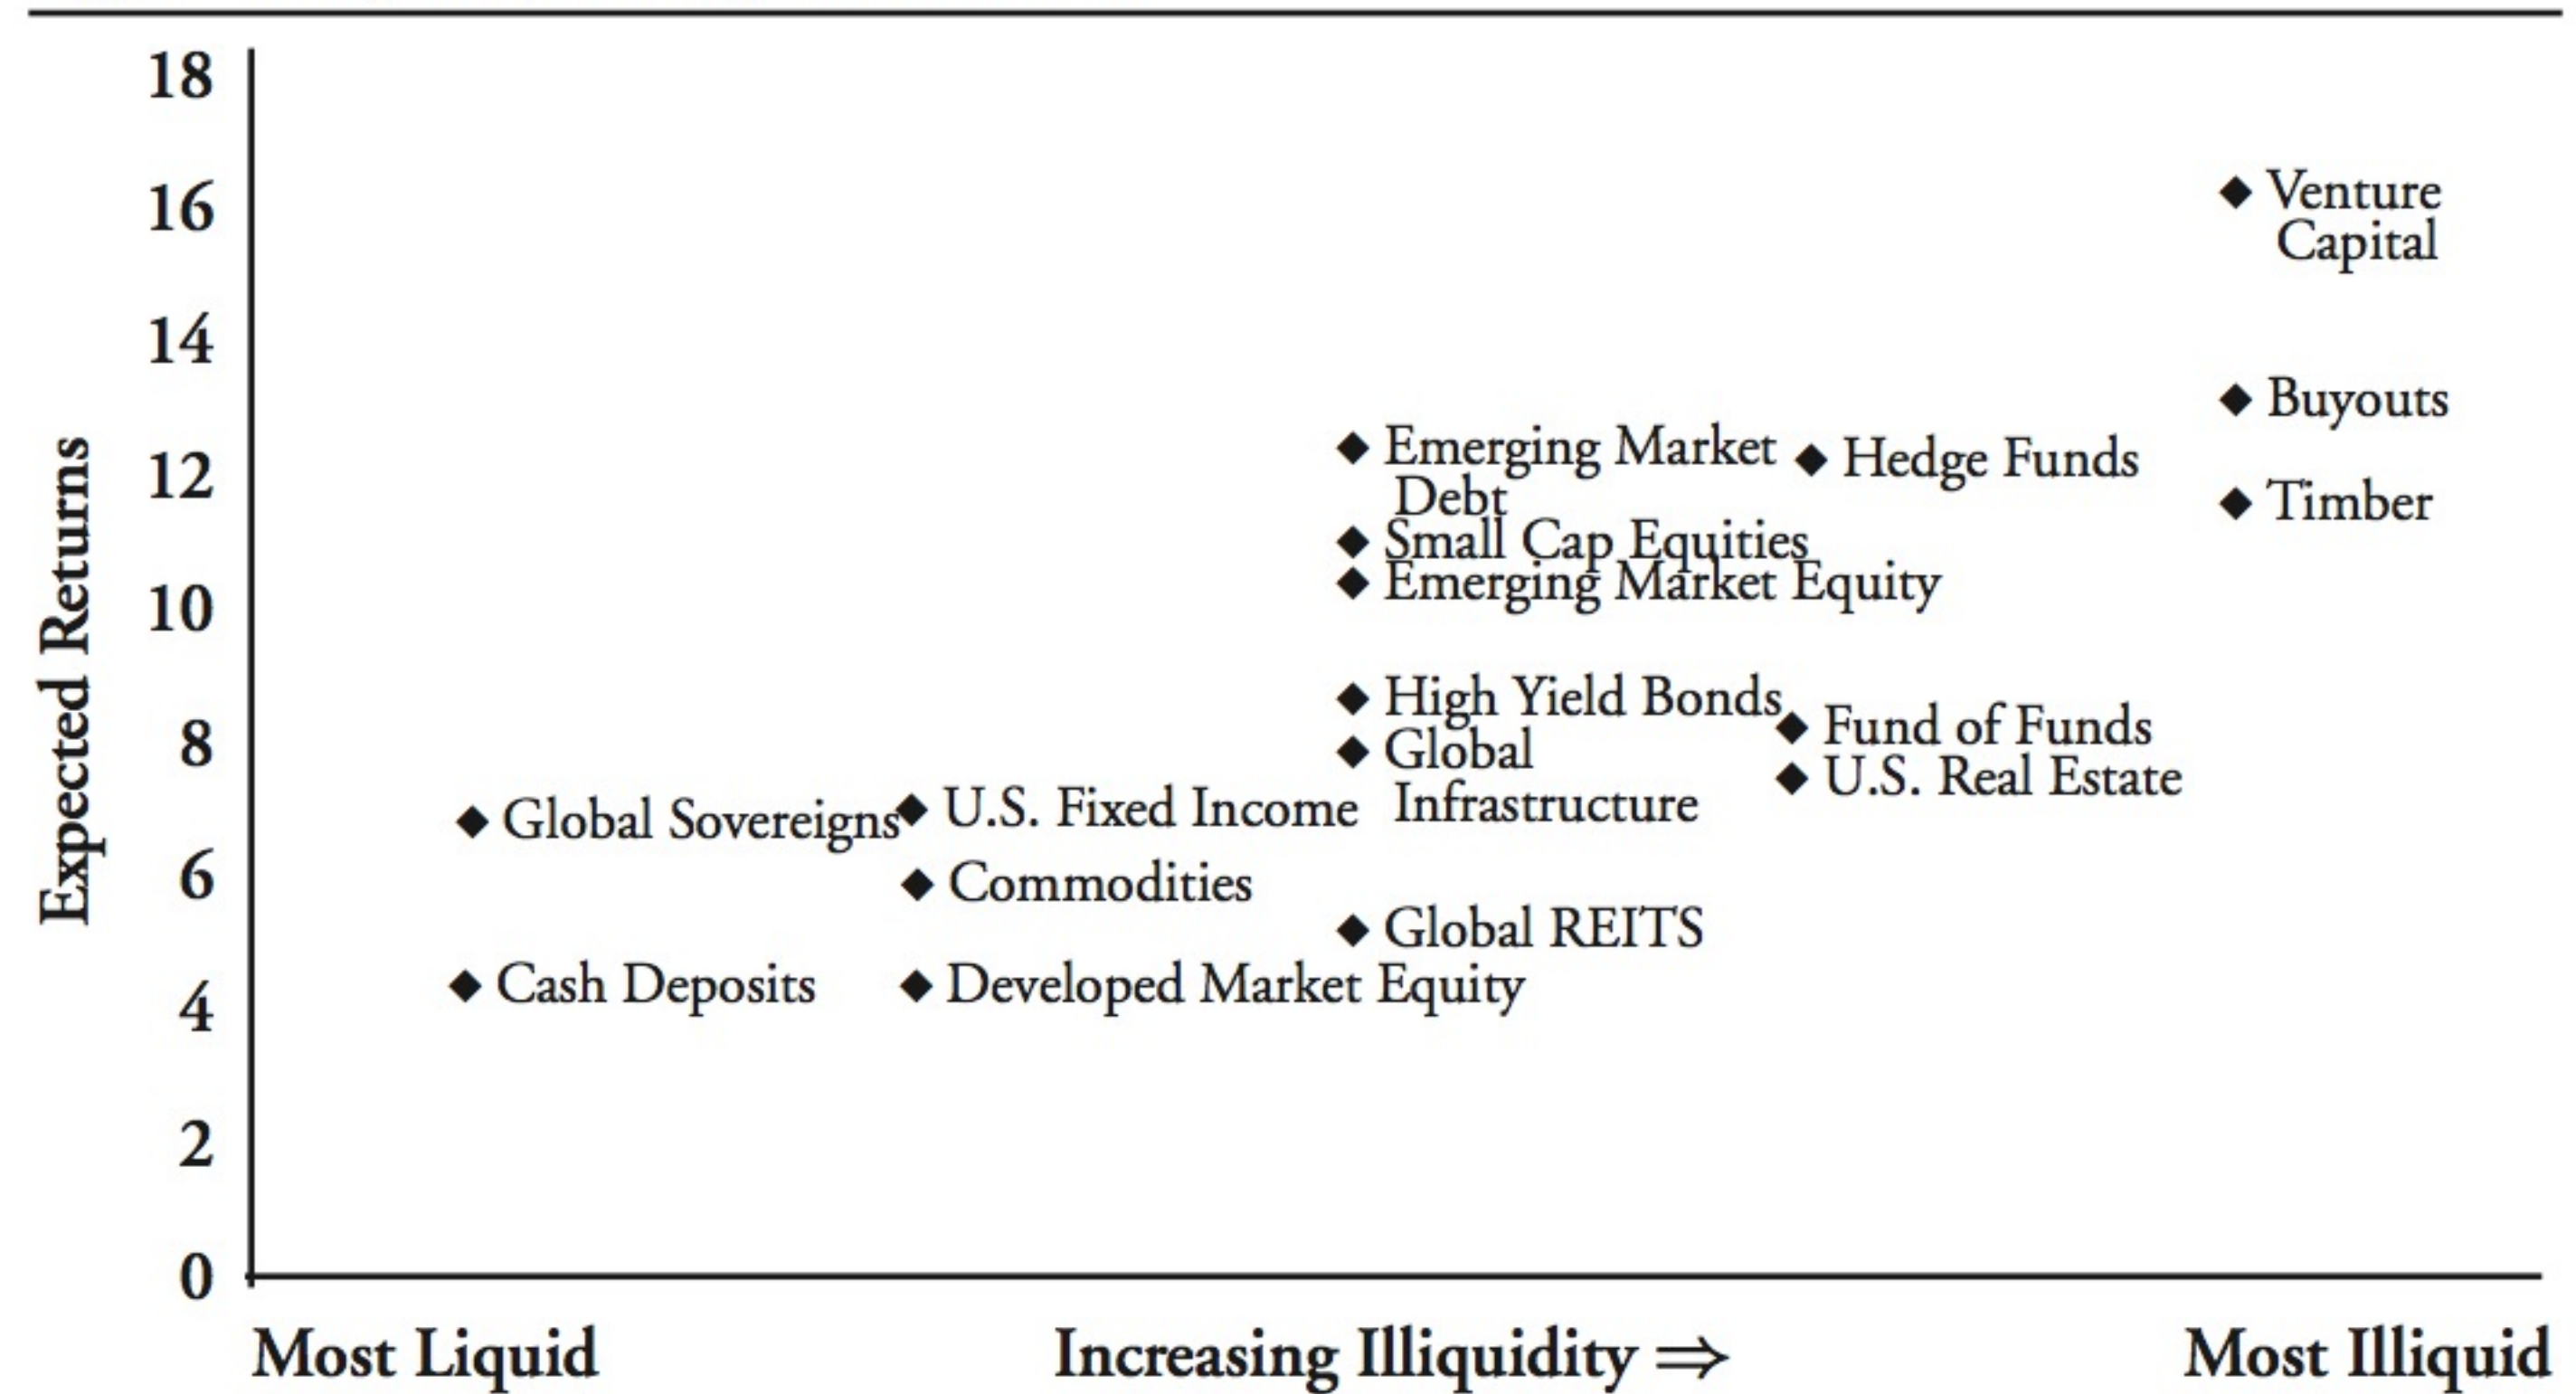 Expected Returns
18
16
14
12
10
8
6
4
2
0
Venture
Capital
Buyouts
Emerging Market
Debt
Hedge Funds
Timber
Small Cap Equities
Emerging Market Equity
High Yield Bonds
Fund of Funds
Global
Infrastructure
U.S. Real Estate
Global Sovereigns
U.S. Fixed Income
Commodities
Global REITS
Cash Deposits
Developed Market Equity
Most Liquid
Increasing Illiquidity ⇒
Most Illiquid